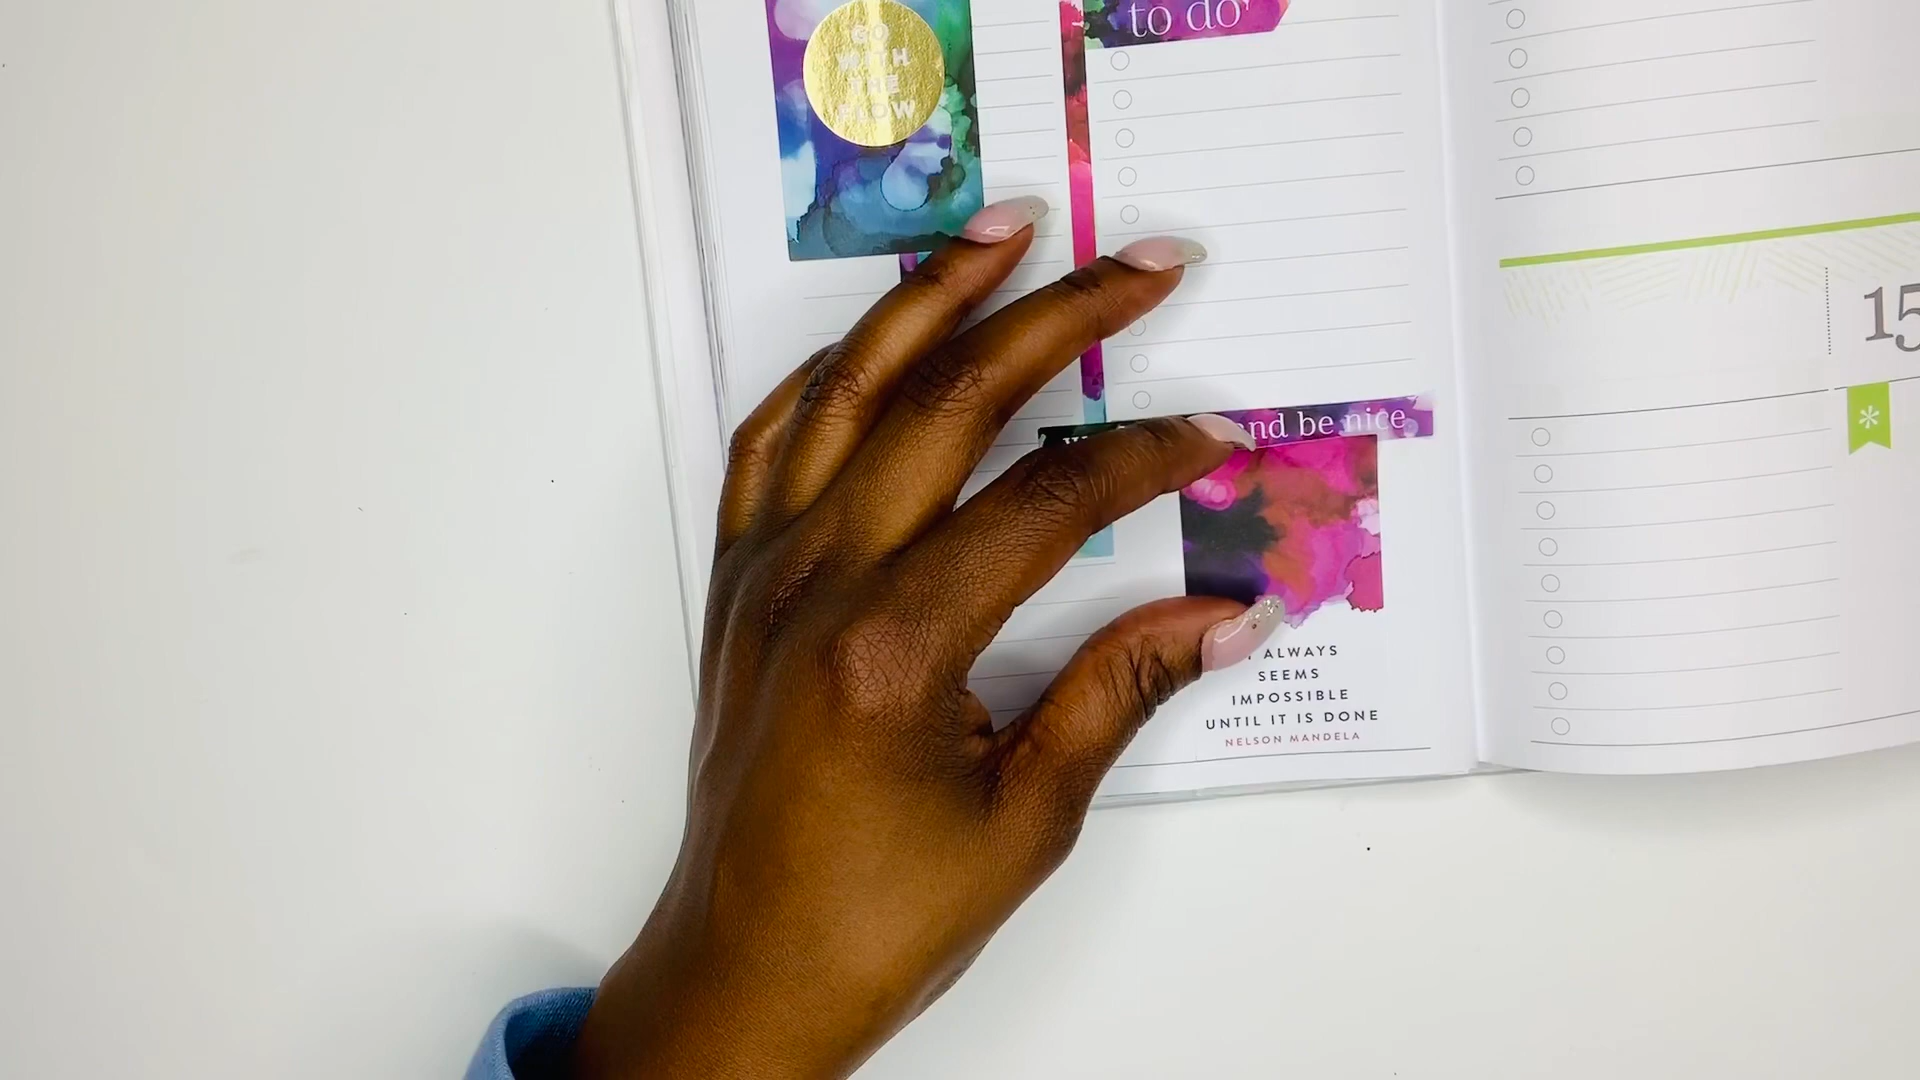 GO
WITH
THE
FLOW
to do
and be nice
ALWAYS
SEEMS
IMPOSSIBLE
UNTIL IT IS DONE
NELSON MANDELA
15
*